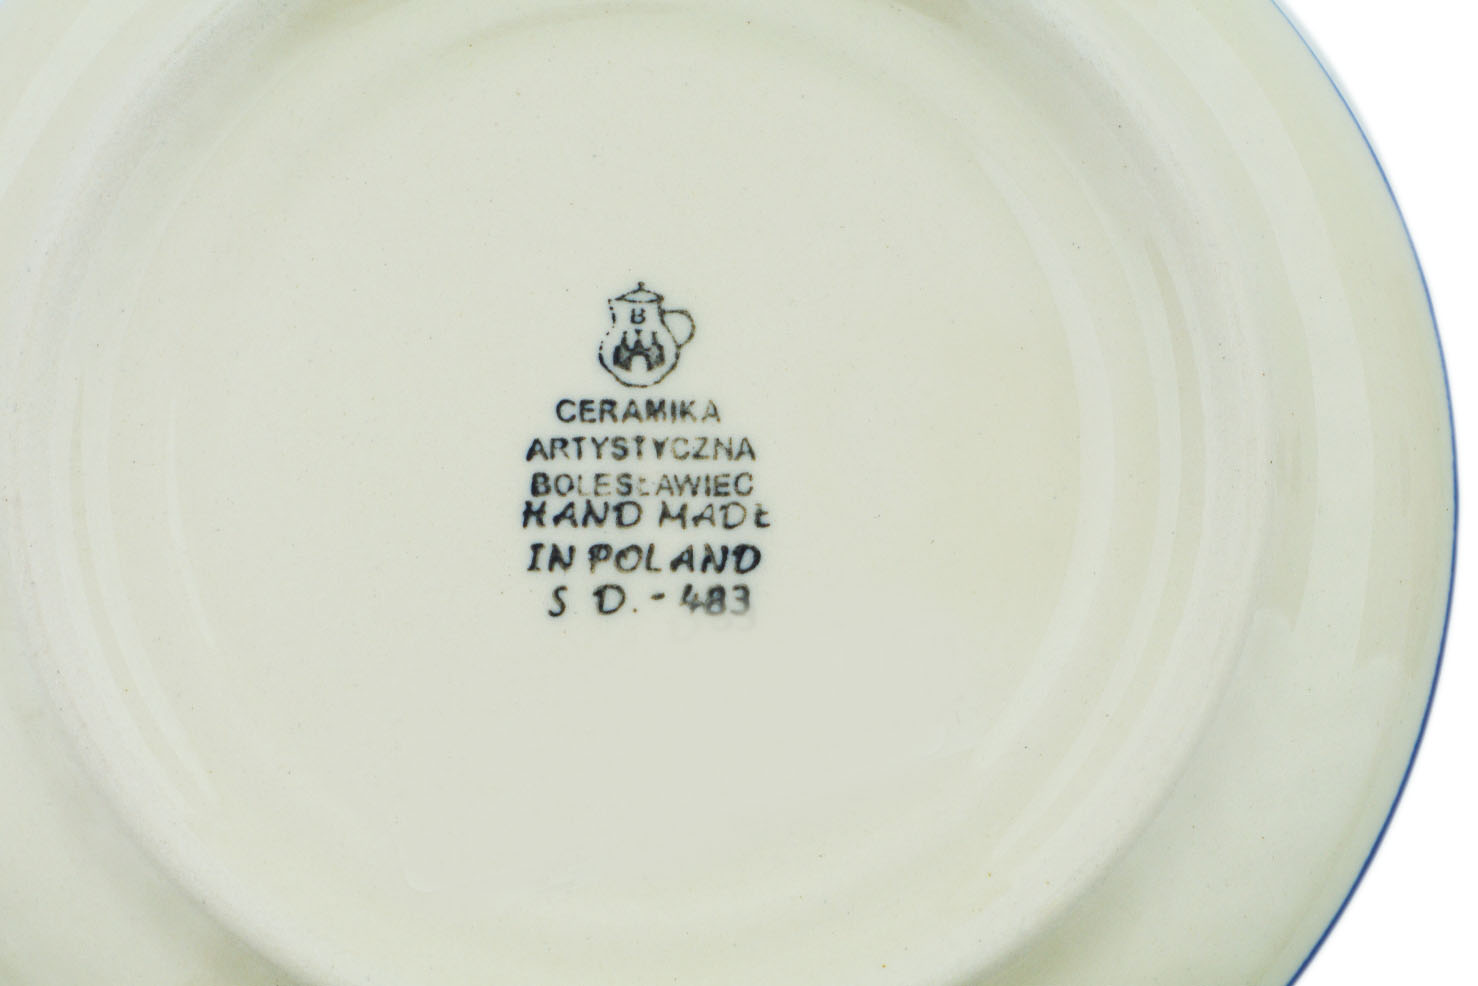 B
CERAMIKA
ARTYSTYCZNA
BOLESŁAWIEC
HAND MADE
IN POLAND
S D. - 483